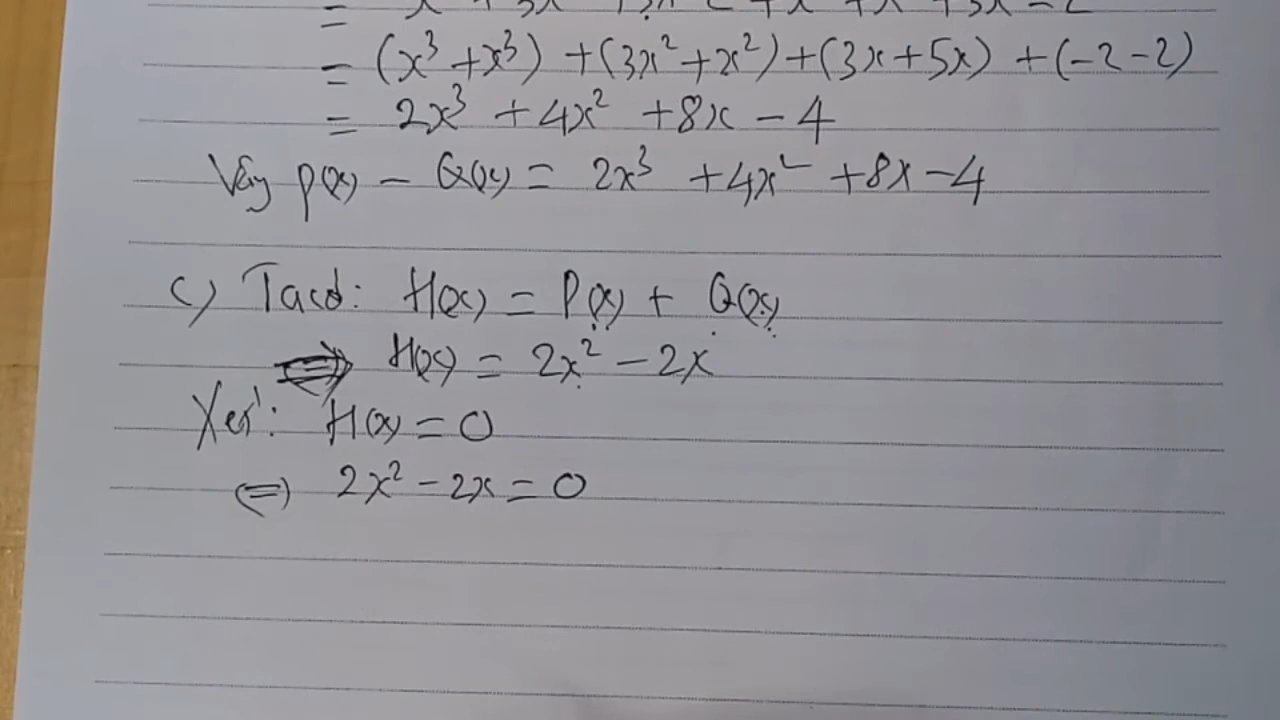 = (x³ + x³) + (3x² + x²) + (3x + 5x) + (-2 - 2)
= 2x³ + 4x² + 8x - 4
Vậy P(x) - Q(x) = 2x³ + 4x² + 8x - 4
c) Ta có: H(x) = P(x) + Q(x)
H(x) = 2x² - 2x
Xét: H(x) = 0
⇔ 2x² - 2x = 0